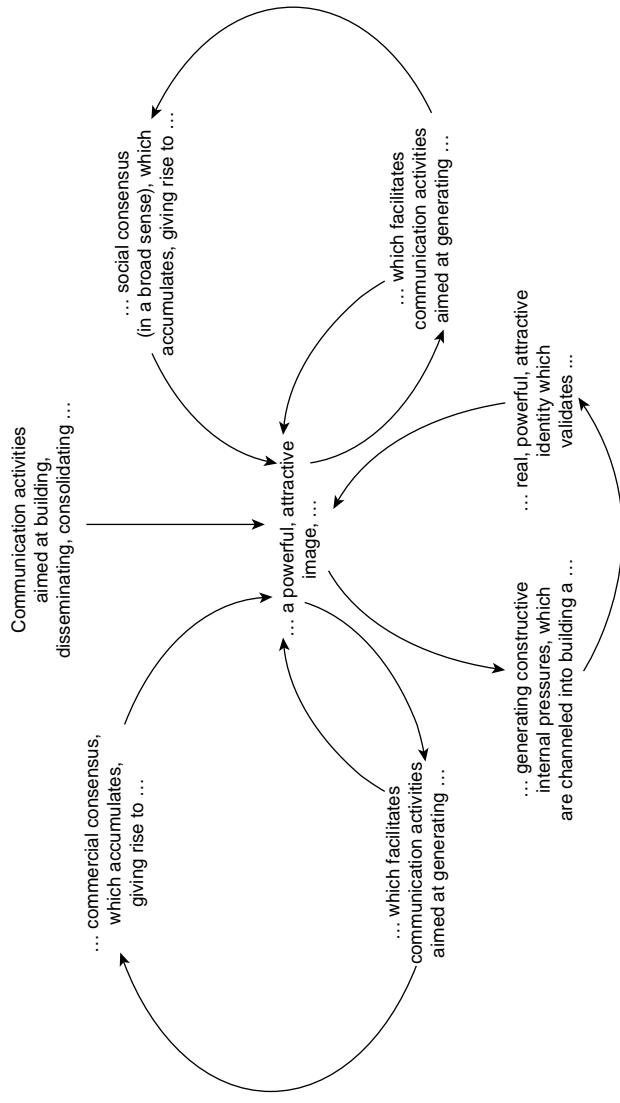 Communication activities
aimed at building,
disseminating, consolidating …
… commercial consensus,
which accumulates,
giving rise to …
… social consensus
(in a broad sense), which
accumulates, giving rise to …
… a powerful, attractive
image, …
… which facilitates
communication activities
aimed at generating …
… which facilitates
communication activities
aimed at generating …
… generating constructive
internal pressures, which
are channeled into building a …
… real, powerful, attractive
identity which
validates ...